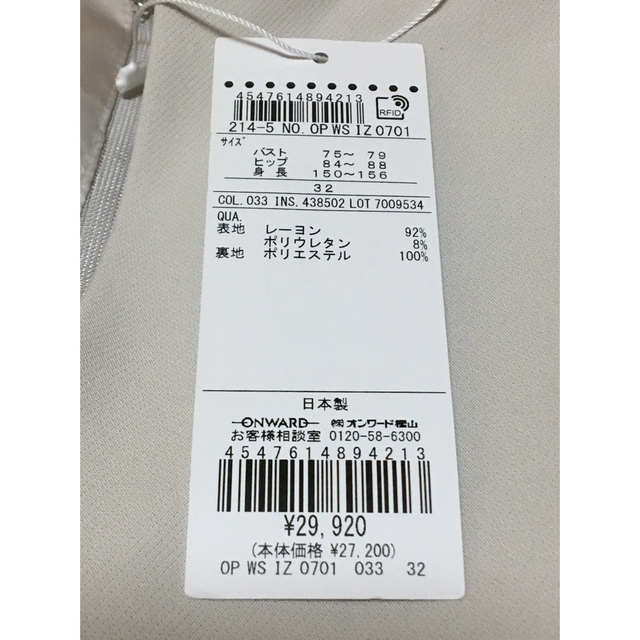 4547614894213
RFID
214-5 NO. OP WS IZ 0701
サイズ
バスト 75～ 79
ヒップ 84～ 88
身長 150～156
32
COL. 033 INS. 438502 LOT 7009534
QUA.
表地 レーヨン 92%
ポリウレタン 8%
裏地 ポリエステル 100%
日本製
ONWARD ㈱オンワード樫山
お客様相談室 0120-58-6300
4547614894213
¥29,920
(本体価格 ¥27,200)
OP WS IZ 0701 033 32